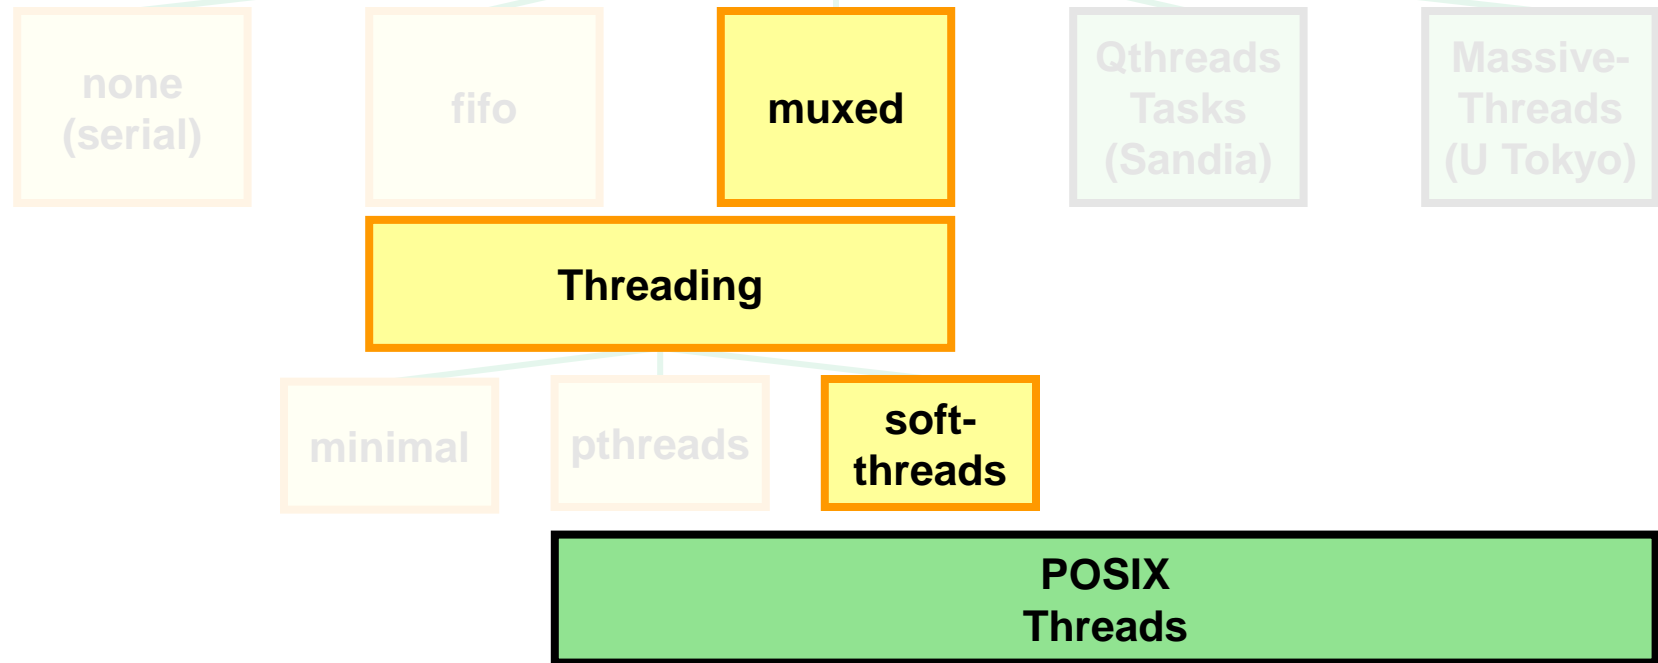 none
(serial)
fifo
muxed
Qthreads
Tasks
(Sandia)
Massive-
Threads
(U Tokyo)
Threading
minimal
pthreads
soft-
threads
POSIX
Threads